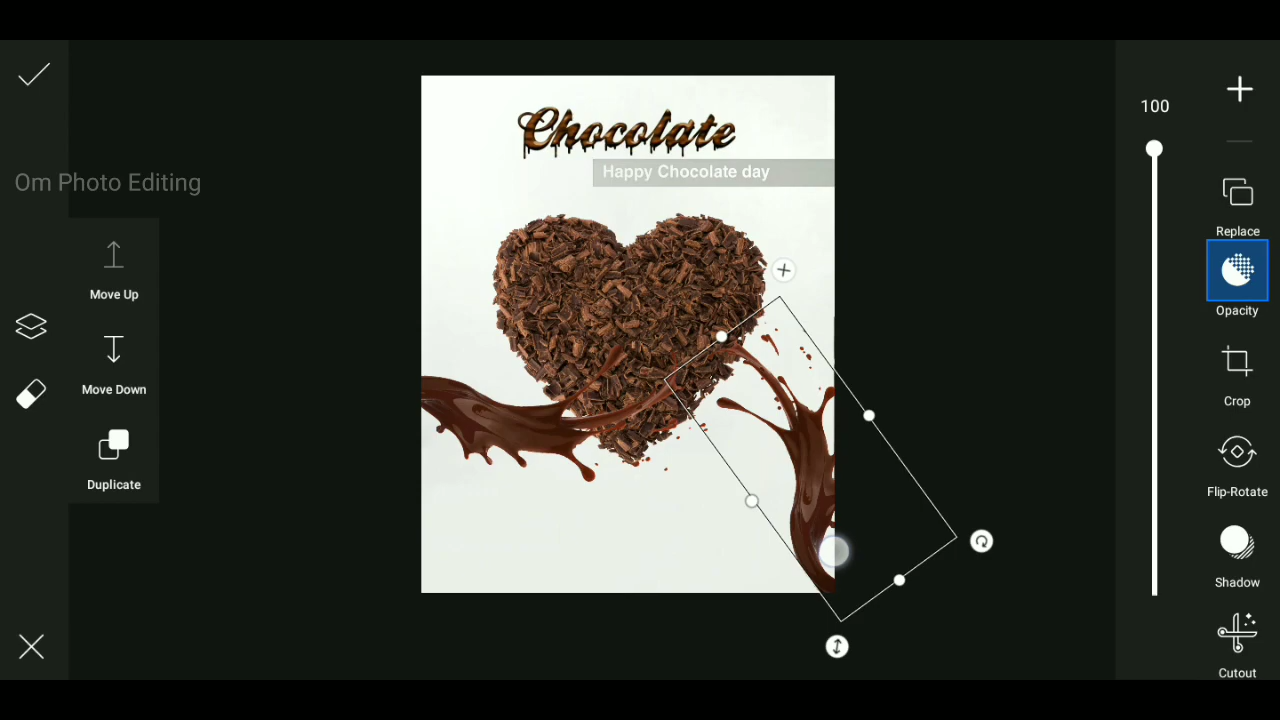 100
Chocolate
Happy Chocolate day
Om Photo Editing
Move Up
Move Down
Duplicate
Replace
Opacity
Crop
Flip-Rotate
Shadow
Cutout